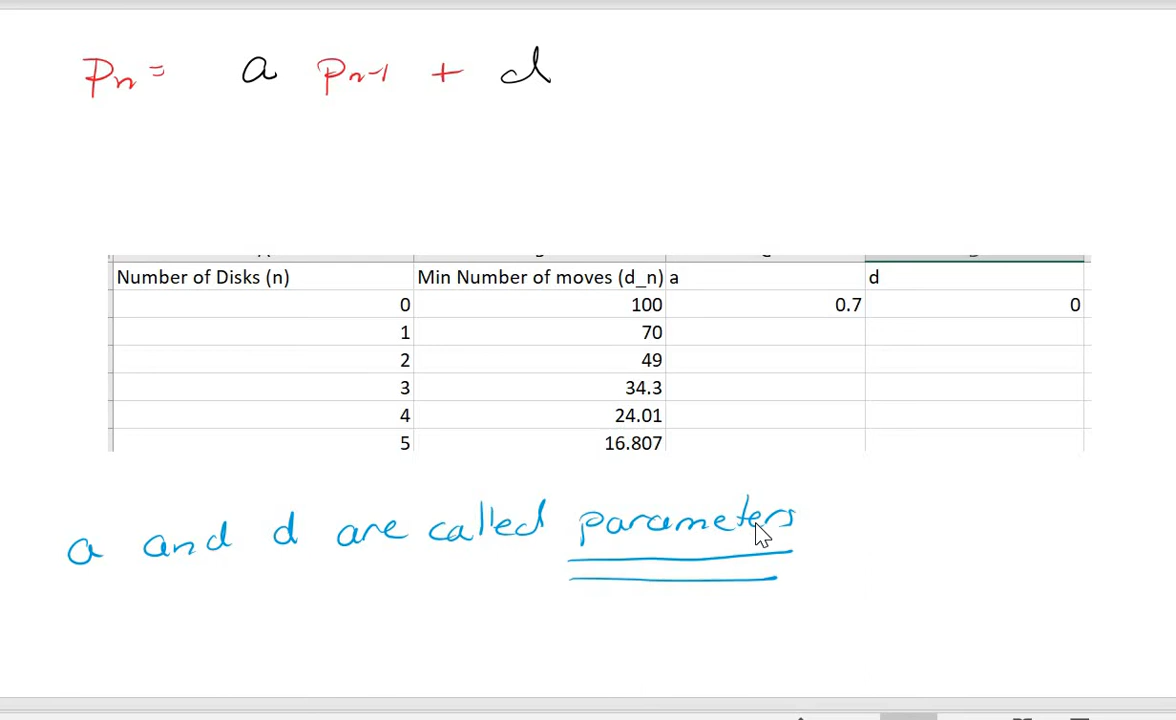 Pn = a Pn-1 + d
Number of Disks (n) Min Number of moves (d_n) a d
0 100 0.7 0
1 70
2 49
3 34.3
4 24.01
5 16.807
a and d are called parameters